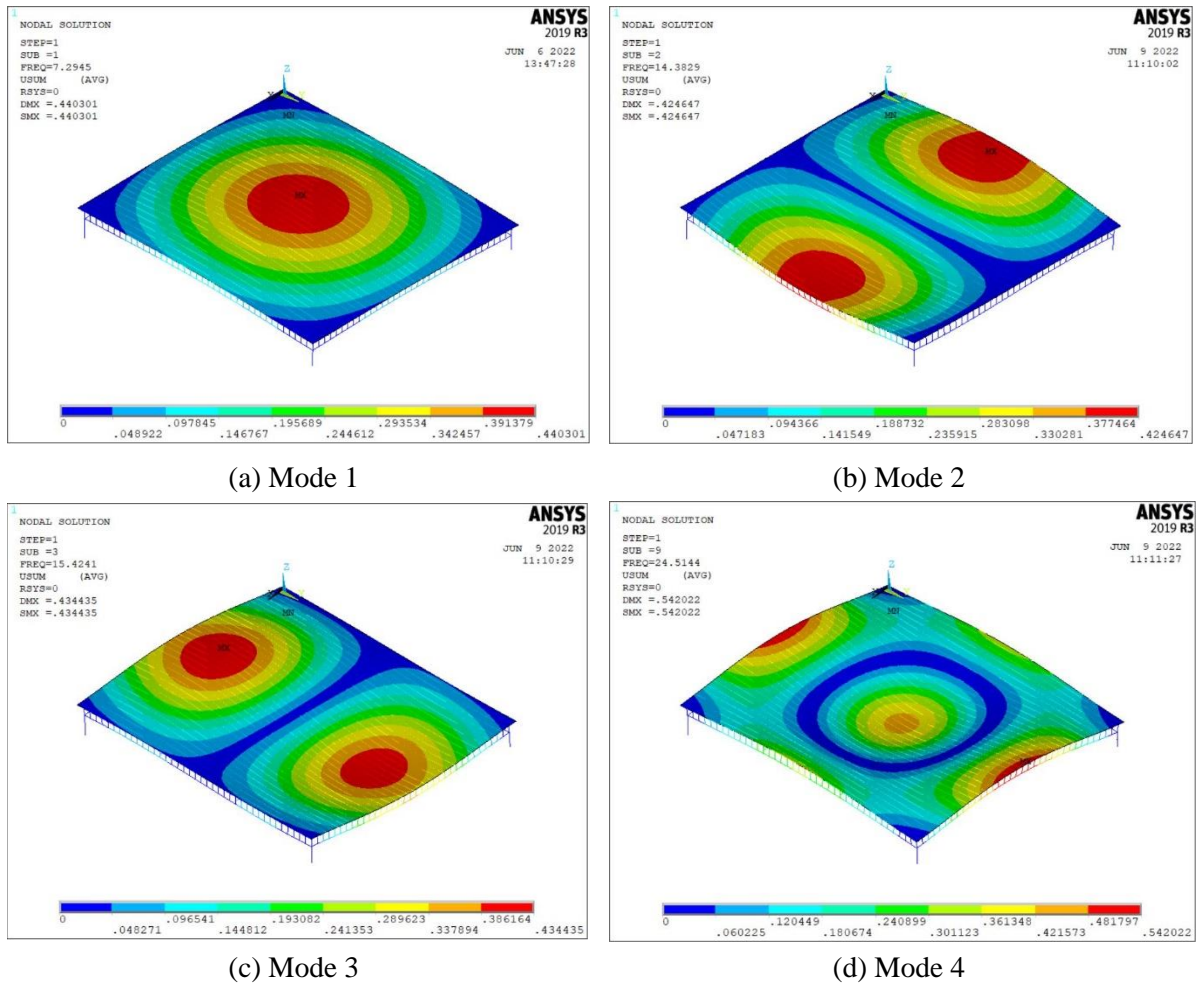 1
NODAL SOLUTION
STEP=1
SUB =1
FREQ=7.2945
USUM (AVG)
RSYS=0
DMX =.440301
SMX =.440301
ANSYS
2019 R3
JUN 6 2022
13:47:28
Z
MN
MX
0 .097845 .195689 .293534 .391379
.048922 .146767 .244612 .342457 .440301
(a) Mode 1
1
NODAL SOLUTION
STEP=1
SUB =2
FREQ=14.3829
USUM (AVG)
RSYS=0
DMX =.424647
SMX =.424647
ANSYS
2019 R3
JUN 9 2022
11:10:02
Z
MN
MX
0 .094366 .188732 .283098 .377464
.047183 .141549 .235915 .330281 .424647
(b) Mode 2
1
NODAL SOLUTION
STEP=1
SUB =3
FREQ=15.4241
USUM (AVG)
RSYS=0
DMX =.434435
SMX =.434435
ANSYS
2019 R3
JUN 9 2022
11:10:29
Z
MN
MX
0 .096541 .193082 .289623 .386164
.048271 .144812 .241353 .337894 .434435
(c) Mode 3
1
NODAL SOLUTION
STEP=1
SUB =9
FREQ=24.5144
USUM (AVG)
RSYS=0
DMX =.542022
SMX =.542022
ANSYS
2019 R3
JUN 9 2022
11:11:27
Z
MN
0 .120449 .240899 .361348 .481797
.060225 .180674 .301123 .421573 .542022
(d) Mode 4